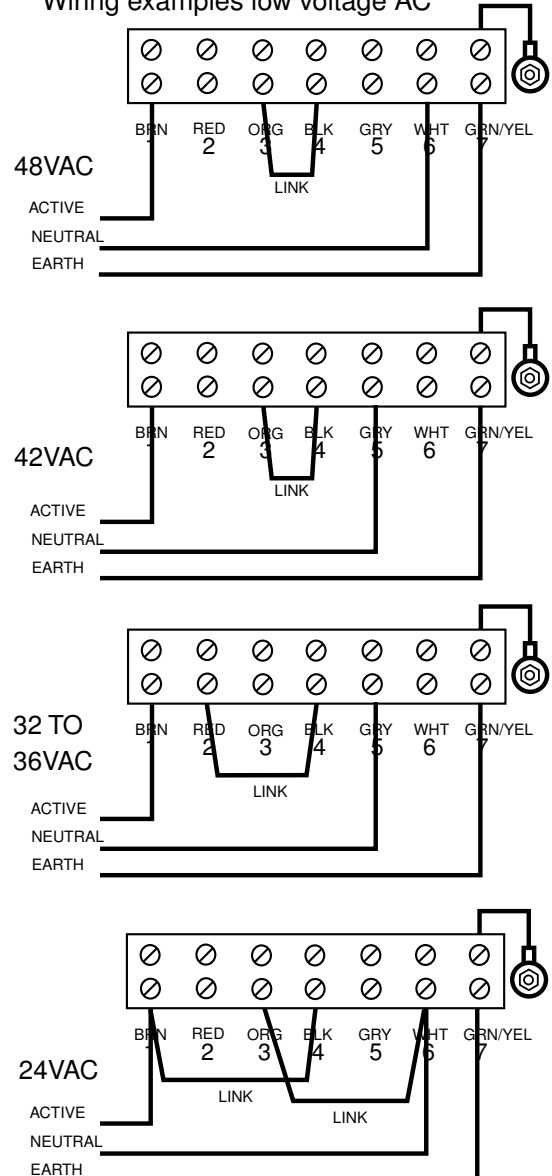 Wiring examples low voltage AC
BRN RED ORG BLK GRY WHT GRN/YEL
1 2 3 4 5 6 7
48VAC
LINK
ACTIVE
NEUTRAL
EARTH
BRN RED ORG BLK GRY WHT GRN/YEL
1 2 3 4 5 6 7
42VAC
LINK
ACTIVE
NEUTRAL
EARTH
BRN RED ORG BLK GRY WHT GRN/YEL
1 2 3 4 5 6 7
32 TO
36VAC
LINK
ACTIVE
NEUTRAL
EARTH
BRN RED ORG BLK GRY WHT GRN/YEL
1 2 3 4 5 6 7
24VAC
LINK
LINK
ACTIVE
NEUTRAL
EARTH